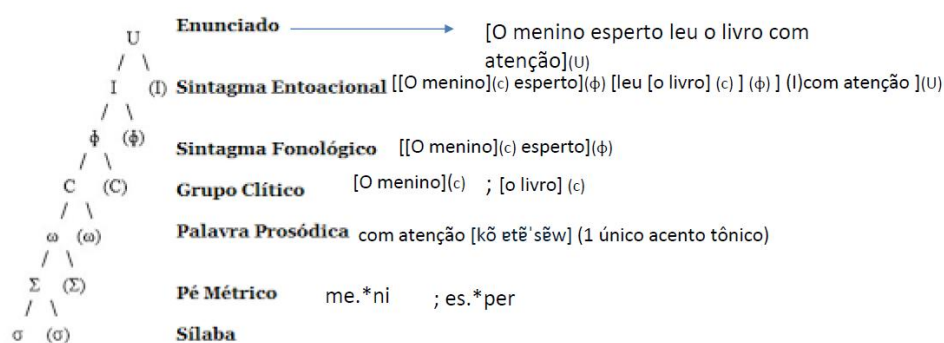 U
Enunciado
[O menino esperto leu o livro com
atenção](U)
I (I)
Sintagma Entoacional [[O menino](c) esperto](ϕ) [leu [o livro] (c) ] (ϕ) ] (I)com atenção ](U)
ϕ (ϕ)
Sintagma Fonológico [[O menino](c) esperto](ϕ)
C (C)
Grupo Clítico [O menino](c) ; [o livro] (c)
ω (ω)
Palavra Prosódica com atenção [kõ ɐtẽˈsẽw] (1 único acento tônico)
Σ (Σ)
Pé Métrico me.*ni ; es.*per
σ (σ)
Sílaba